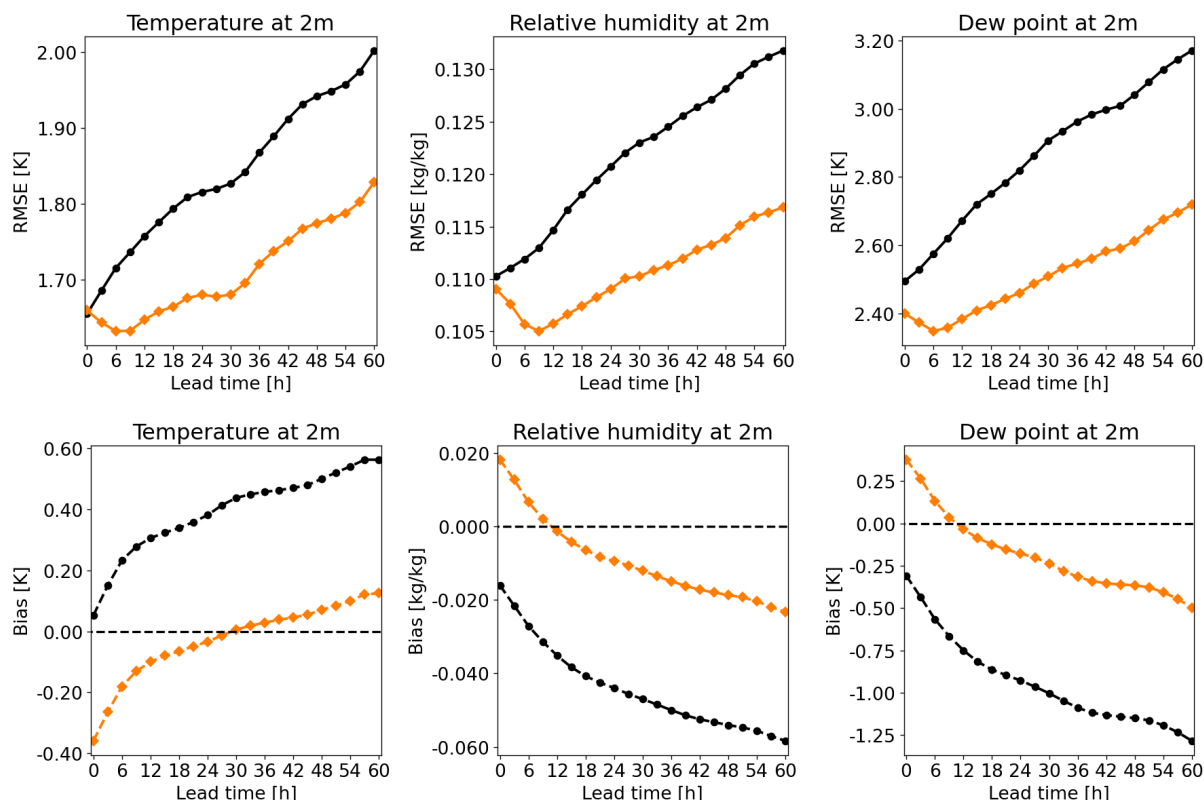 Temperature at 2m
RMSE [K]
2.00
1.90
1.80
1.70
0 6 12 18 24 30 36 42 48 54 60
Lead time [h]
Relative humidity at 2m
RMSE [kg/kg]
0.130
0.125
0.120
0.115
0.110
0.105
0 6 12 18 24 30 36 42 48 54 60
Lead time [h]
Dew point at 2m
RMSE [K]
3.20
3.00
2.80
2.60
2.40
0 6 12 18 24 30 36 42 48 54 60
Lead time [h]
Temperature at 2m
Bias [K]
0.60
0.40
0.20
0.00
-0.20
-0.40
0 6 12 18 24 30 36 42 48 54 60
Lead time [h]
Relative humidity at 2m
Bias [kg/kg]
0.020
0.000
-0.020
-0.040
-0.060
0 6 12 18 24 30 36 42 48 54 60
Lead time [h]
Dew point at 2m
Bias [K]
0.25
0.00
-0.25
-0.50
-0.75
-1.00
-1.25
0 6 12 18 24 30 36 42 48 54 60
Lead time [h]